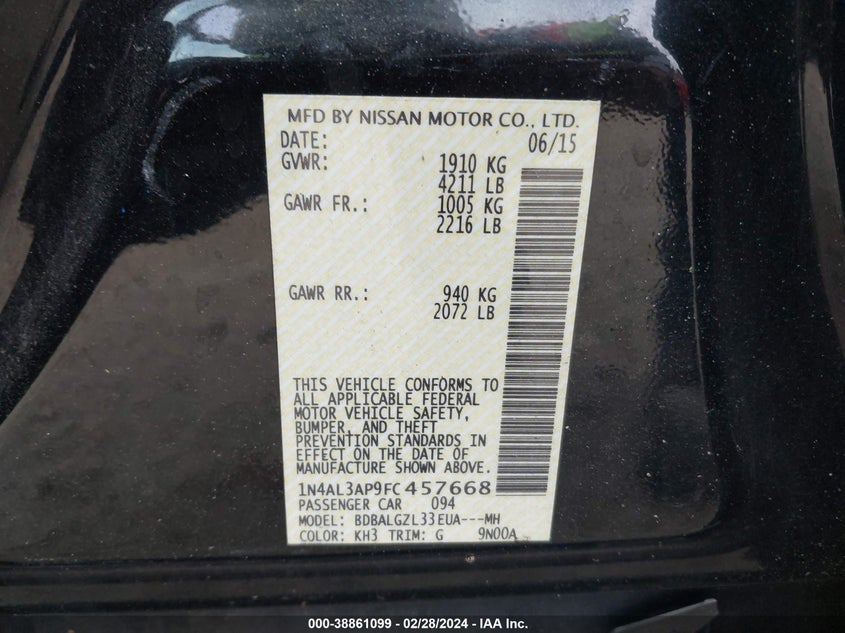 MFD BY NISSAN MOTOR CO., LTD.
DATE: 06/15
GVWR: 1910 KG
4211 LB
GAWR FR.: 1005 KG
2216 LB
GAWR RR.: 940 KG
2072 LB
THIS VEHICLE CONFORMS TO
ALL APPLICABLE FEDERAL
MOTOR VEHICLE SAFETY,
BUMPER, AND THEFT
PREVENTION STANDARDS IN
EFFECT ON THE DATE OF
MANUFACTURE SHOWN ABOVE.
1N4AL3AP9FC457668
PASSENGER CAR 094
MODEL: BDBALGZL33EUA---MH
COLOR: KH3 TRIM: G 9N00A
000-38861099 - 02/28/2024 - IAA Inc.